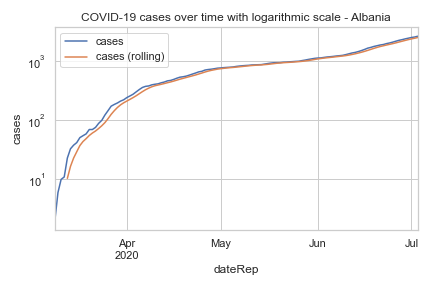 COVID-19 cases over time with logarithmic scale - Albania
cases
cases (rolling)
10³
10²
10¹
cases
Apr
2020
May
Jun
Jul
dateRep